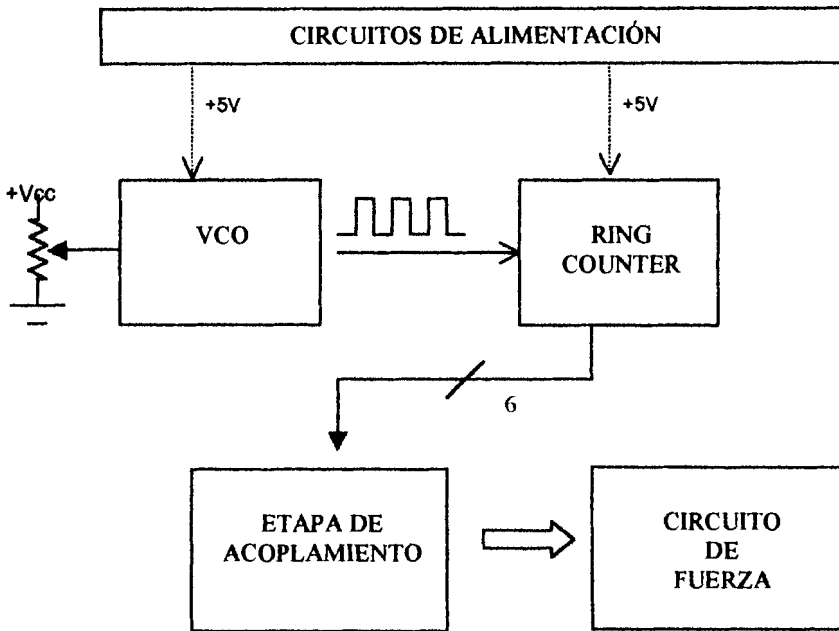 CIRCUITOS DE ALIMENTACIÓN
+5V
+5V
+Vcc
VCO
RING
COUNTER
6
ETAPA DE
ACOPLAMIENTO
CIRCUITO
DE
FUERZA